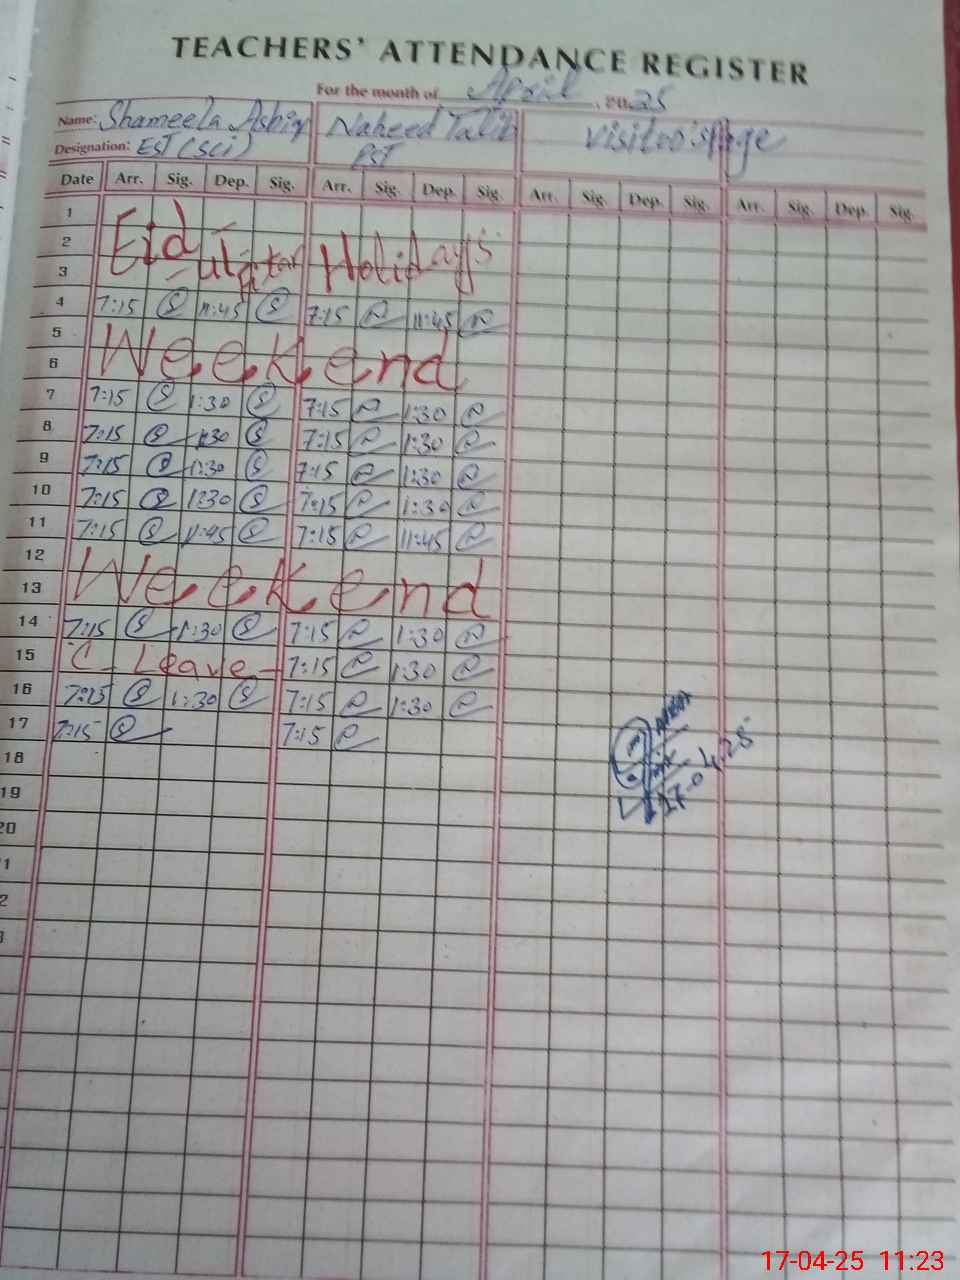 TEACHERS' ATTENDANCE REGISTER
For the month of April, 2025
Name: Shameela Naheed Talib visitoo's page
Designation: EST (Sci) PST
Date Arr. Sig. Dep. Sig. Arr. Sig. Dep. Sig. Arr. Sig. Dep. Sig. Arr. Sig. Dep. Sig.
1
2 Eid Holidays
3 -ul-
4 7:15 S 11:45 S 7:15 11:45
5
6 Weekend
7 7:15 S 1:30 S 7:15 1:30
8 7:15 S 1:30 S 7:15 1:30
9 7:15 S 1:30 S 7:15 1:30
10 7:15 S 1:30 S 7:15 1:30
11 7:15 S 11:45 S 7:15 11:45
12
13 Weekend
14 7:15 S 1:30 S 7:15 1:30
15 C- Leave 7:15 1:30
16 7:15 S 1:30 S 7:15 1:30
17 7:15 S 7:15
18
19
20
1
2
3
17-04-25 11:23